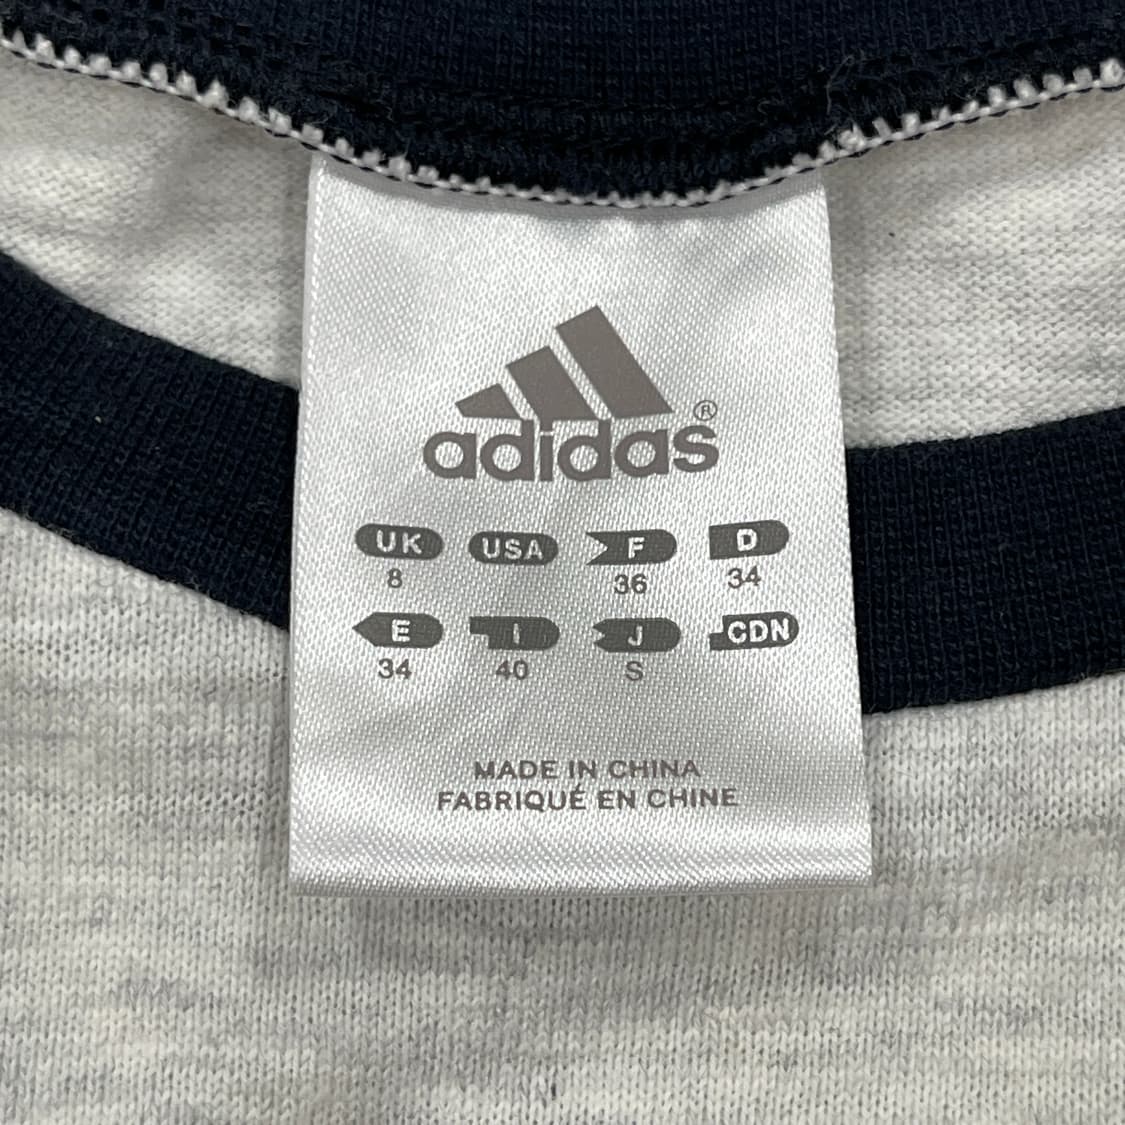 adidas®
UK USA F D
8 36 34
E I J CDN
34 40 S
MADE IN CHINA
FABRIQUÉ EN CHINE